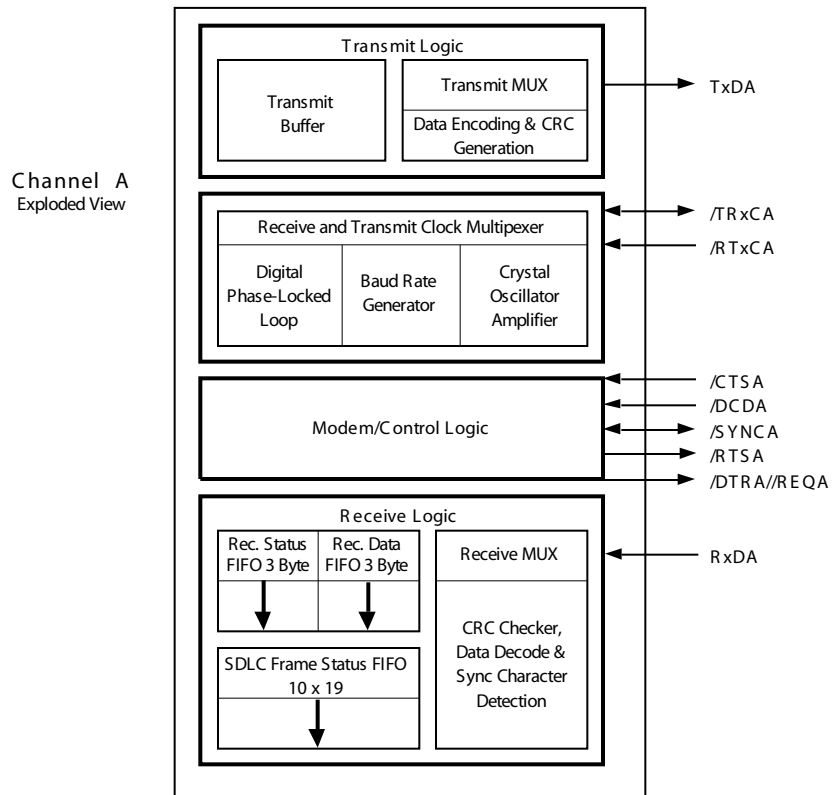 Transmit Logic
Transmit
Buffer
Transmit MUX
Data Encoding & CRC
Generation
TxDA
Channel A
Exploded View
Receive and Transmit Clock Multipexer
Digital
Phase-Locked
Loop
Baud Rate
Generator
Crystal
Oscillator
Amplifier
/TRxCA
/RTxCA
Modem/Control Logic
/CTSA
/DCDA
/SYNCA
/RTSA
/DTRA//REQA
Receive Logic
Rec. Status
FIFO 3 Byte
Rec. Data
FIFO 3 Byte
Receive MUX
CRC Checker,
Data Decode &
Sync Character
Detection
SDLC Frame Status FIFO
10 x 19
RxDA